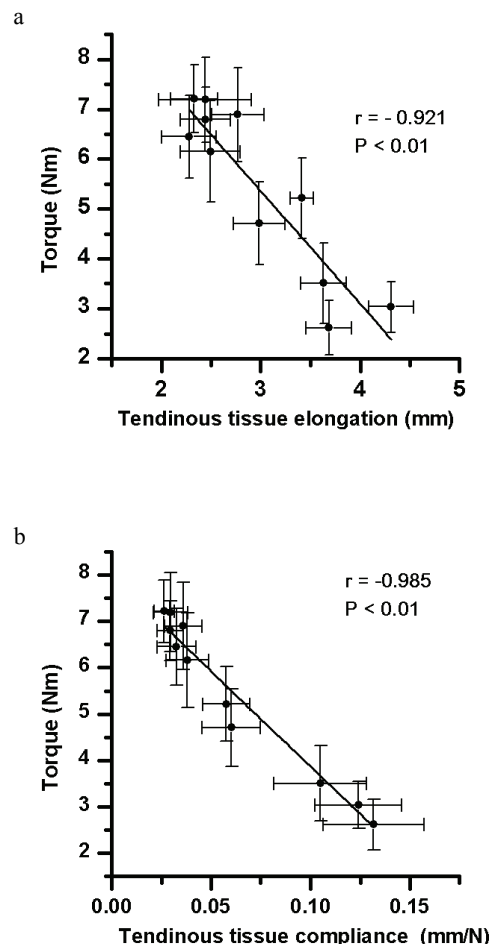 a
8
7
6
5
4
3
2
Torque (Nm)
r = - 0.921
P < 0.01
2 3 4 5
Tendinous tissue elongation (mm)
b
8
7
6
5
4
3
2
Torque (Nm)
r = -0.985
P < 0.01
0.00 0.05 0.10 0.15
Tendinous tissue compliance (mm/N)